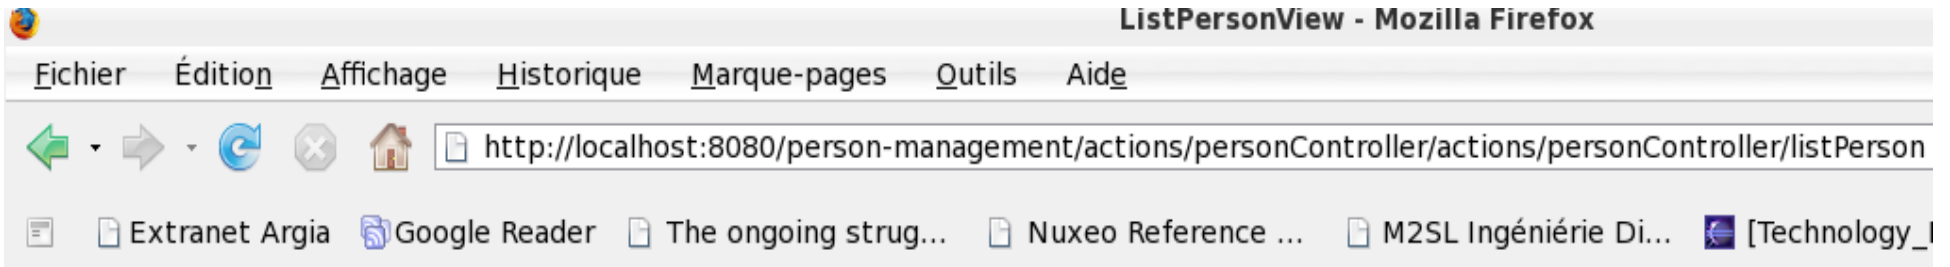 ListPersonView - Mozilla Firefox
Fichier Édition Affichage Historique Marque-pages Outils Aide
http://localhost:8080/person-management/actions/personController/actions/personController/listPerson
Extranet Argia Google Reader The ongoing strug... Nuxeo Reference ... M2SL Ingéniérie Di... [Technology_